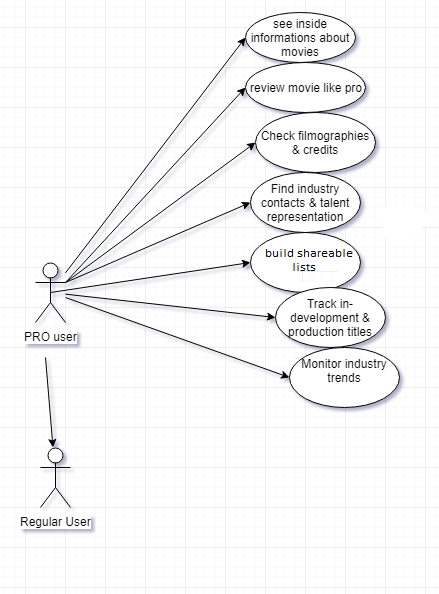 see inside
informations about
movies
review movie like pro
Check filmographies
& credits
Find industry
contacts & talent
representation
build shareable
lists
Track in-
development &
production titles
Monitor industry
trends
PRO user
Regular User